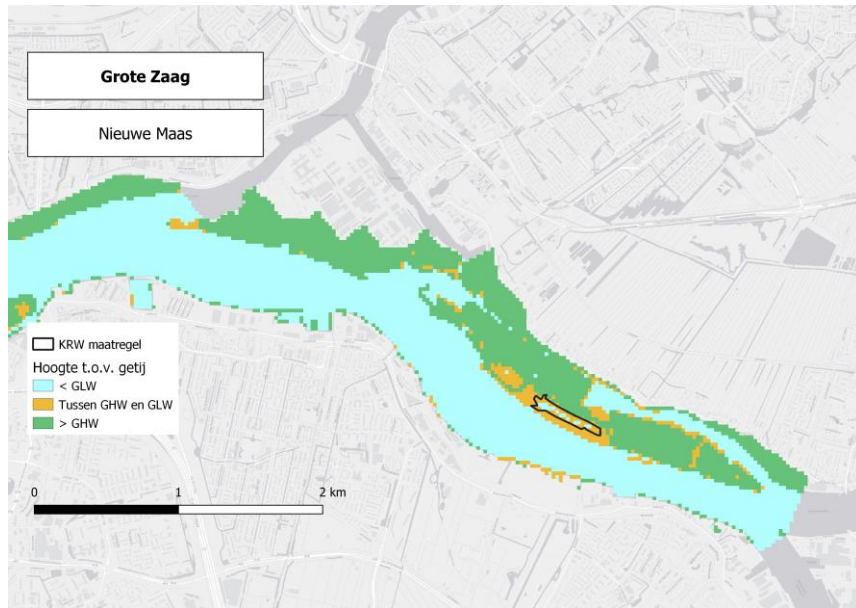 Grote Zaag
Nieuwe Maas
KRW maatregel
Hoogte t.o.v. getij
< GLW
Tussen GHW en GLW
> GHW
0
1
2 km